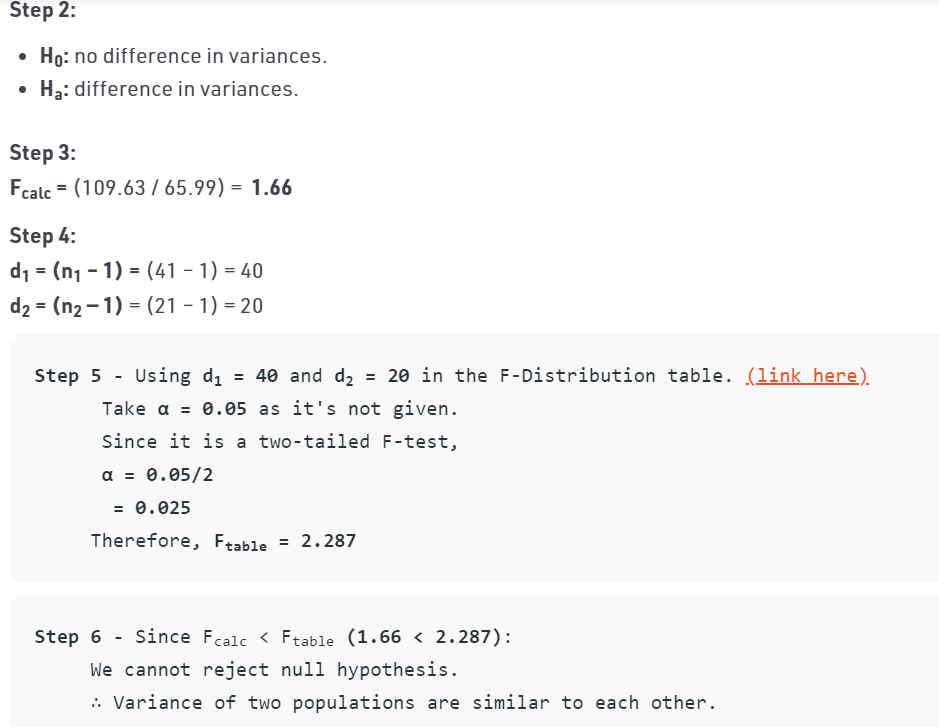 Step 2:
• H₀: no difference in variances.
• Hₐ: difference in variances.
Step 3:
Fcalc = (109.63 / 65.99) = 1.66
Step 4:
d₁ = (n₁ – 1) = (41 – 1) = 40
d₂ = (n₂ – 1) = (21 – 1) = 20
Step 5 - Using d₁ = 40 and d₂ = 20 in the F-Distribution table. (link here)
Take α = 0.05 as it's not given.
Since it is a two-tailed F-test,
α = 0.05/2
= 0.025
Therefore, Ftable = 2.287
Step 6 - Since Fcalc < Ftable (1.66 < 2.287):
We cannot reject null hypothesis.
∴ Variance of two populations are similar to each other.